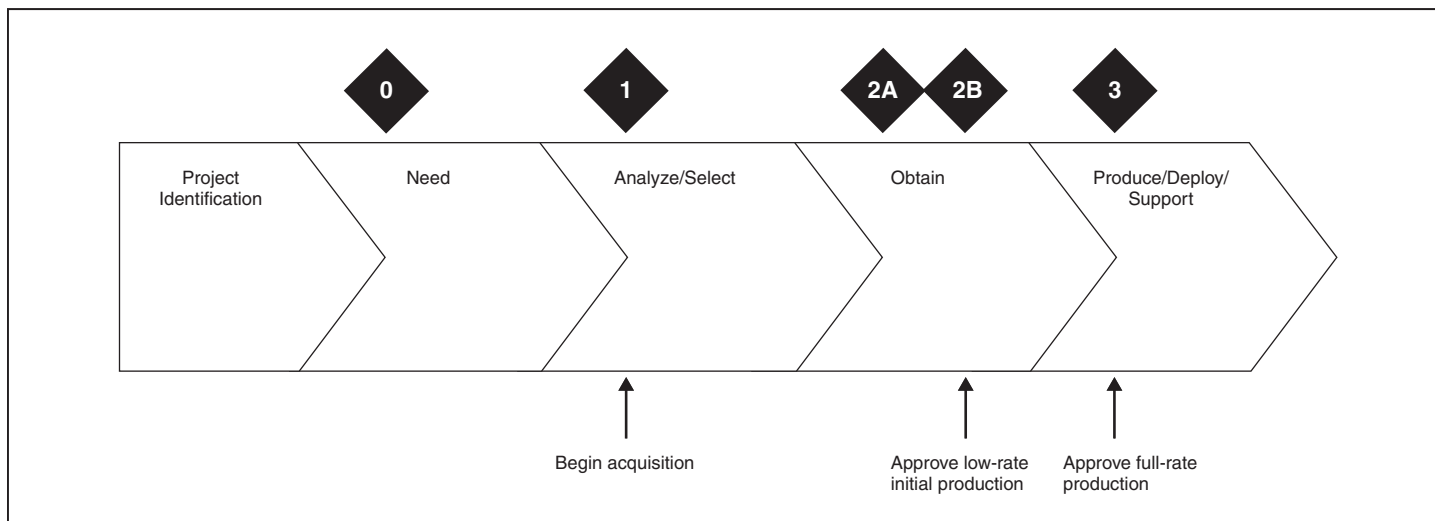 0
1
2A
2B
3
Project
Identification
Need
Analyze/Select
Obtain
Produce/Deploy/
Support
Begin acquisition
Approve low-rate
initial production
Approve full-rate
production